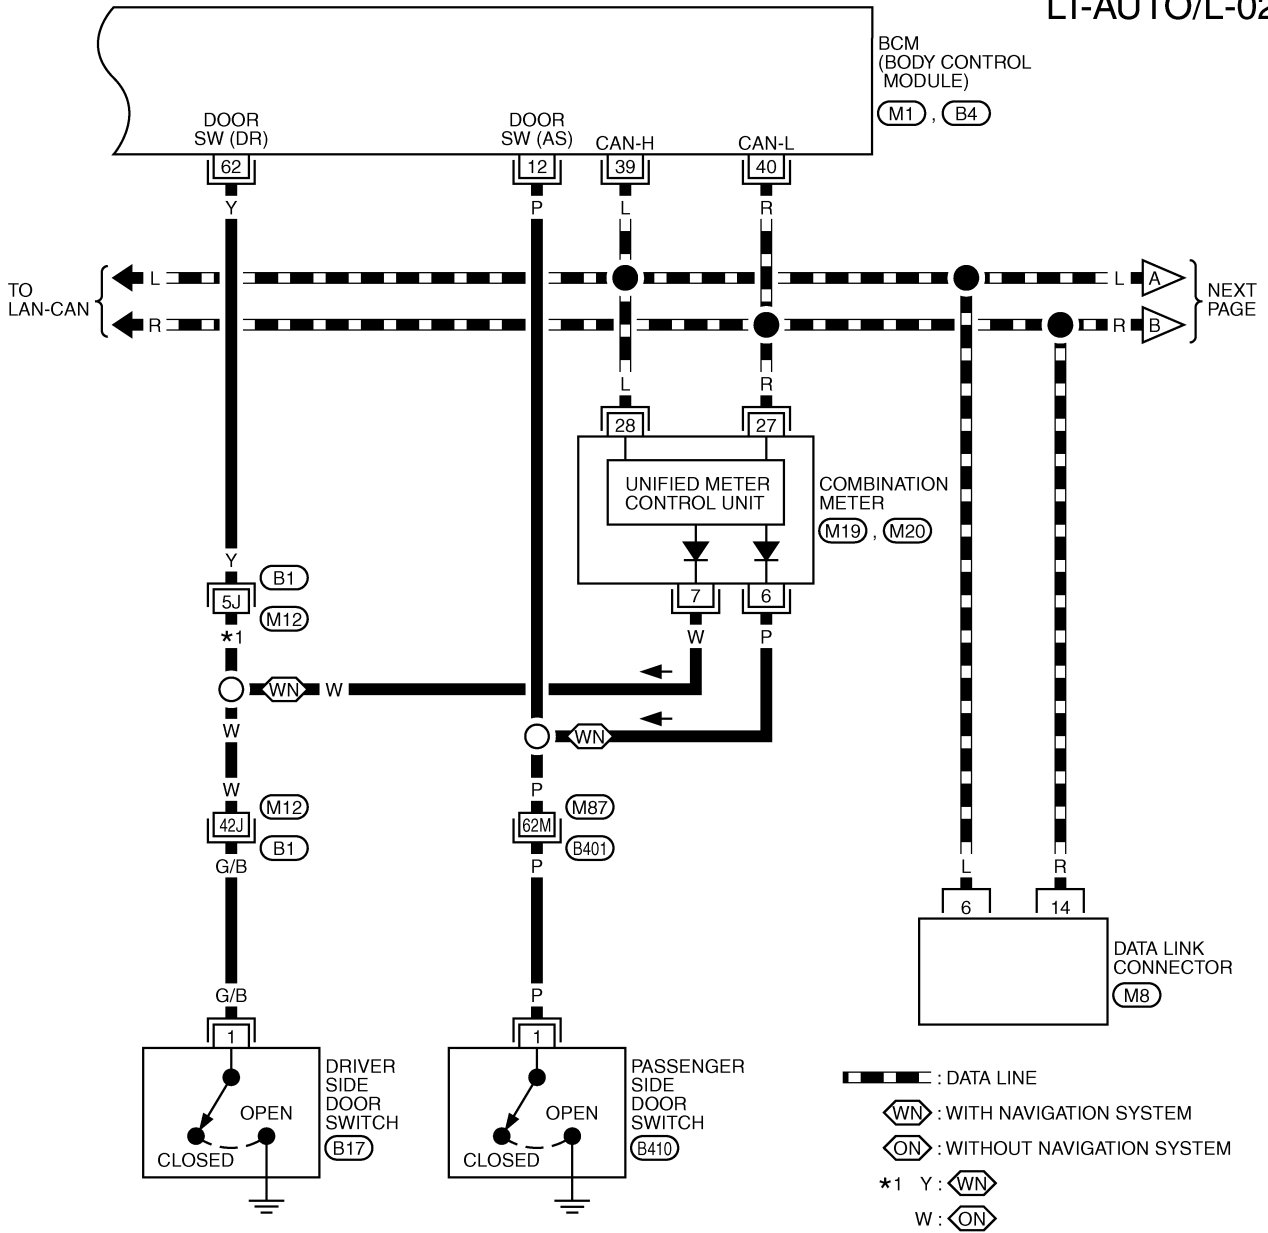 LT-AUTO/L-02
BCM
(BODY CONTROL
MODULE)
M1 , B4
DOOR
SW (DR)
DOOR
SW (AS)
CAN-H
CAN-L
62
12
39
40
Y
P
L
R
TO
LAN-CAN
L
R
L
A
R
B
NEXT
PAGE
L
R
28
27
UNIFIED METER
CONTROL UNIT
COMBINATION
METER
M19 , M20
7
6
W
P
Y
B1
5J
M12
*1
WN
W
WN
W
W
M12
42J
B1
G/B
P
M87
62M
B401
P
L
R
6
14
DATA LINK
CONNECTOR
M8
G/B
P
1
1
DRIVER
SIDE
DOOR
SWITCH
B17
OPEN
CLOSED
PASSENGER
SIDE
DOOR
SWITCH
B410
OPEN
CLOSED
: DATA LINE
WN : WITH NAVIGATION SYSTEM
ON : WITHOUT NAVIGATION SYSTEM
*1 Y : WN
W : ON